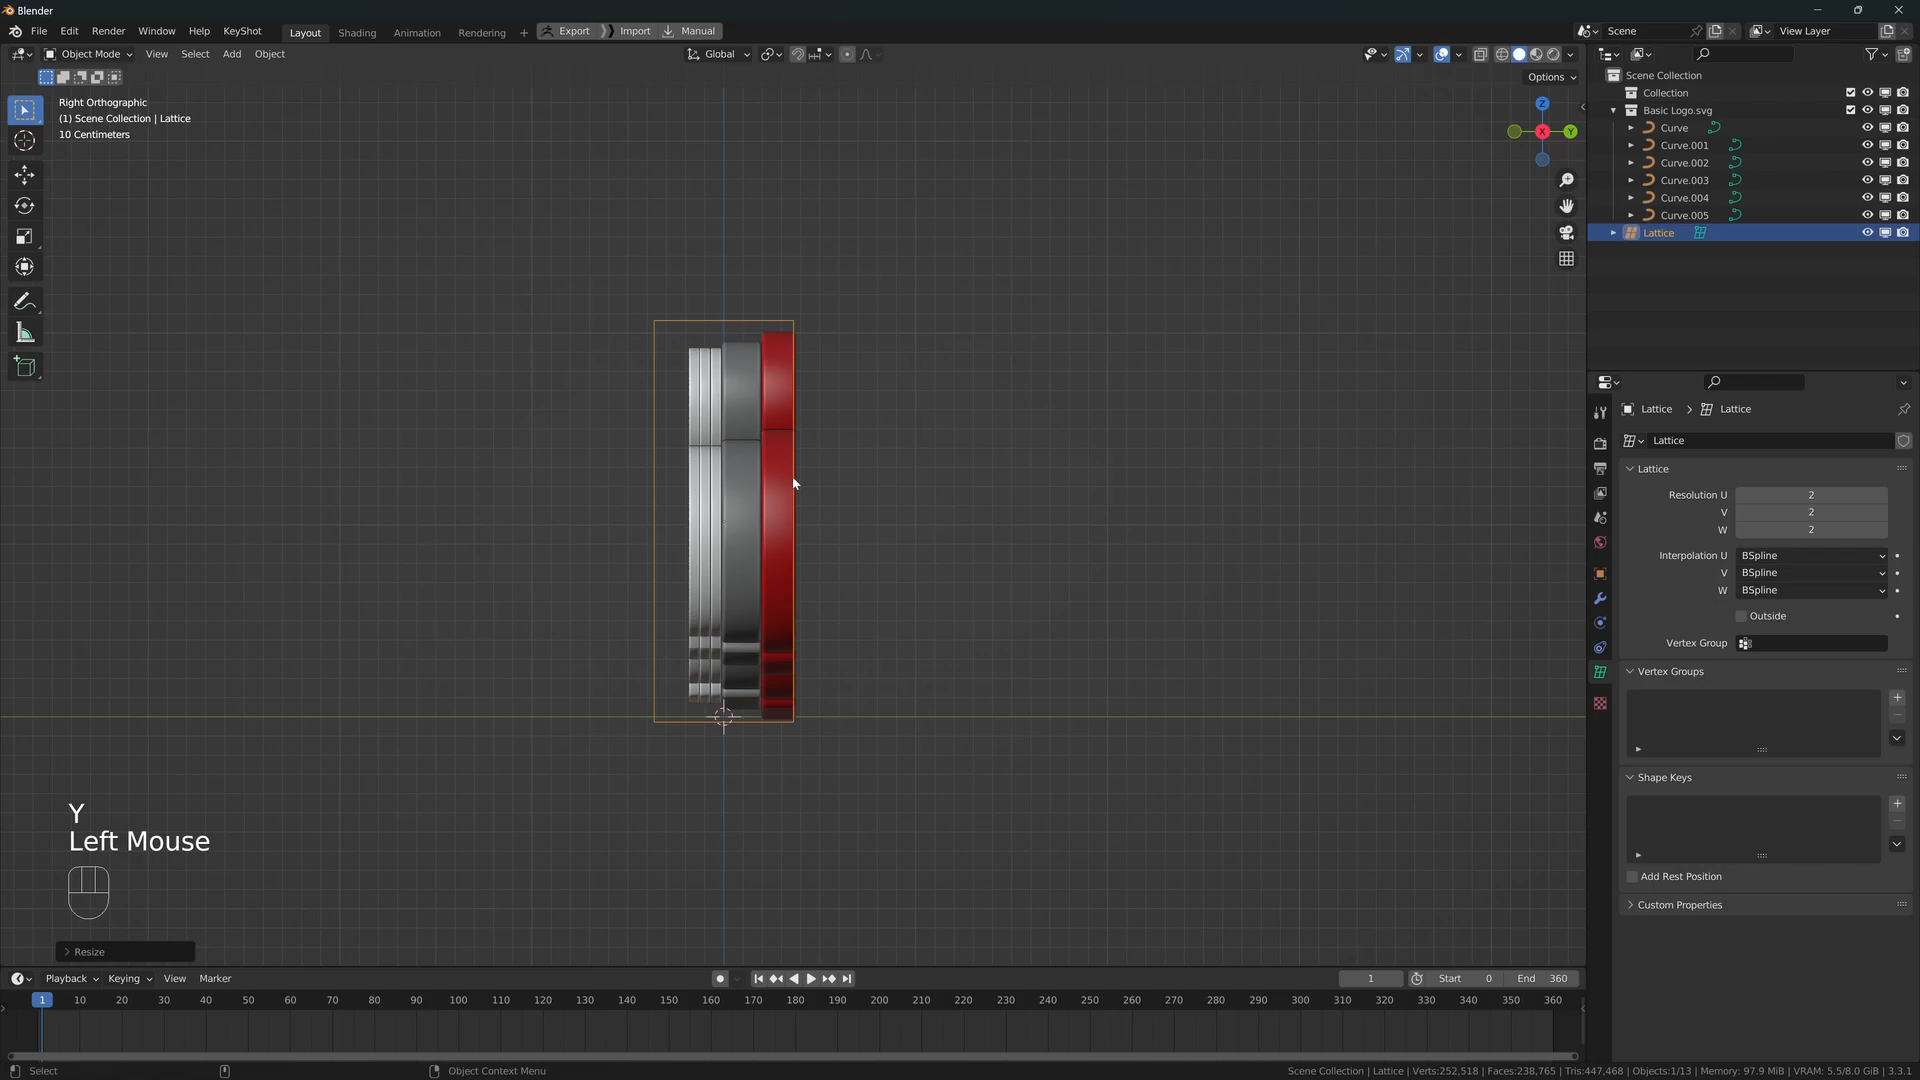 Blender
File Edit Render Window Help KeyShot Layout Shading Animation Rendering + Export Import Manual Scene View Layer
Object Mode View Select Add Object Global
Options
Right Orthographic
(1) Scene Collection | Lattice
10 Centimeters
Z
X
Y
Scene Collection
Collection
Basic Logo.svg
Curve
Curve.001
Curve.002
Curve.003
Curve.004
Curve.005
Lattice
Lattice Lattice
Lattice
Lattice
Resolution U 2
V 2
W 2
Interpolation U BSpline
V BSpline
W BSpline
Outside
Vertex Group
Vertex Groups
Shape Keys
Add Rest Position
Custom Properties
Y
Left Mouse
Resize
Playback Keying View Marker 1 Start 0 End 360
1 10 20 30 40 50 60 70 80 90 100 110 120 130 140 150 160 170 180 190 200 210 220 230 240 250 260 270 280 290 300 310 320 330 340 350 360
Select Object Context Menu Scene Collection | Lattice | Verts:252,518 | Faces:238,765 | Tris:447,468 | Objects:1/13 | Memory: 97.9 MiB | VRAM: 5.5/8.0 GiB | 3.3.1